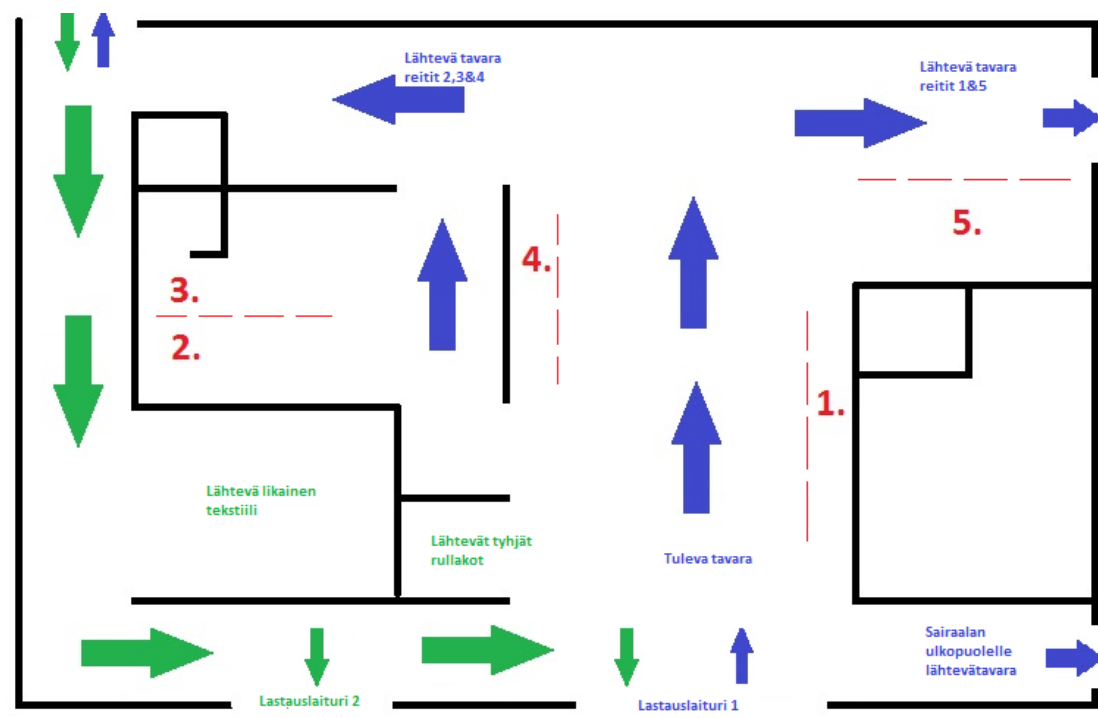 Lähtevä tavara
reitit 2,3&4
Lähtevä tavara
reitit 1&5
5.
4.
3.
2.
1.
Lähtevä likainen
tekstiili
Lähtevät tyhjät
rullakot
Tuleva tavara
Sairaalan
ulkopuolelle
lähtevätavara
Lastauslaituri 2
Lastauslaituri 1